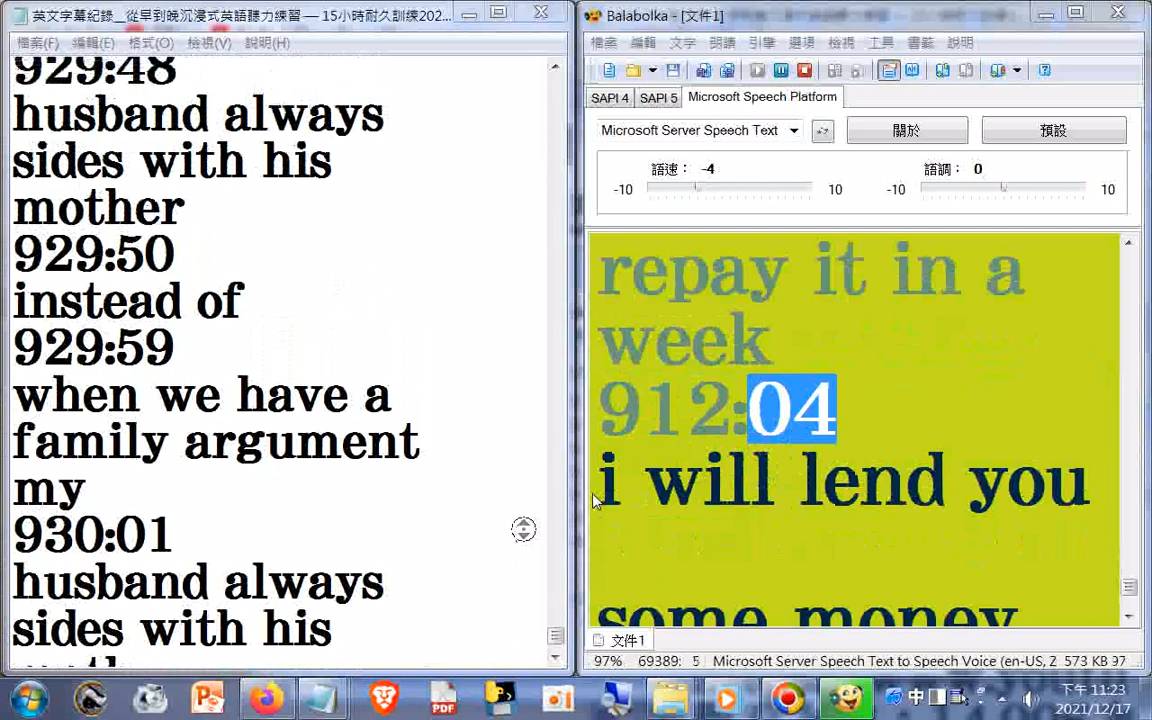 英文字幕紀錄__從早到晚沉浸式英語聽力練習 — 15小時耐久訓練202...
檔案(F) 編輯(E) 格式(O) 檢視(V) 說明(H)
929:48
husband always
sides with his
mother
929:50
instead of
929:59
when we have a
family argument
my
930:01
husband always
sides with his
Balabolka - [文件1]
檔案 編輯 文字 朗讀 引擎 選項 檢視 工具 書籤 說明
SAPI 4 SAPI 5 Microsoft Speech Platform
Microsoft Server Speech Text 關於 預設
語速： -4 語調： 0
-10 10 -10 10
repay it in a
week
912:04
i will lend you
some money
文件1
97% 69389: 5 Microsoft Server Speech Text to Speech Voice (en-US, 2 573 KB 97
PDF 中 下午 11:23
2021/12/17